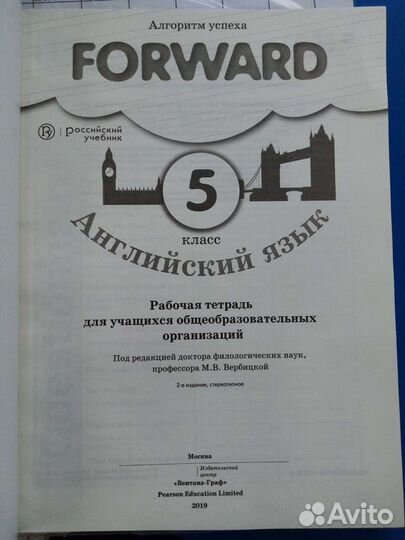 Алгоритм успеха
FORWARD
российский
учебник
5
класс
Английский язык
Рабочая тетрадь
для учащихся общеобразовательных
организаций
Под редакцией доктора филологических наук,
профессора М.В. Вербицкой
2-е издание, стереотипное
Москва
Издательский
центр
«Вентана-Граф»
Pearson Education Limited
2019
Avito